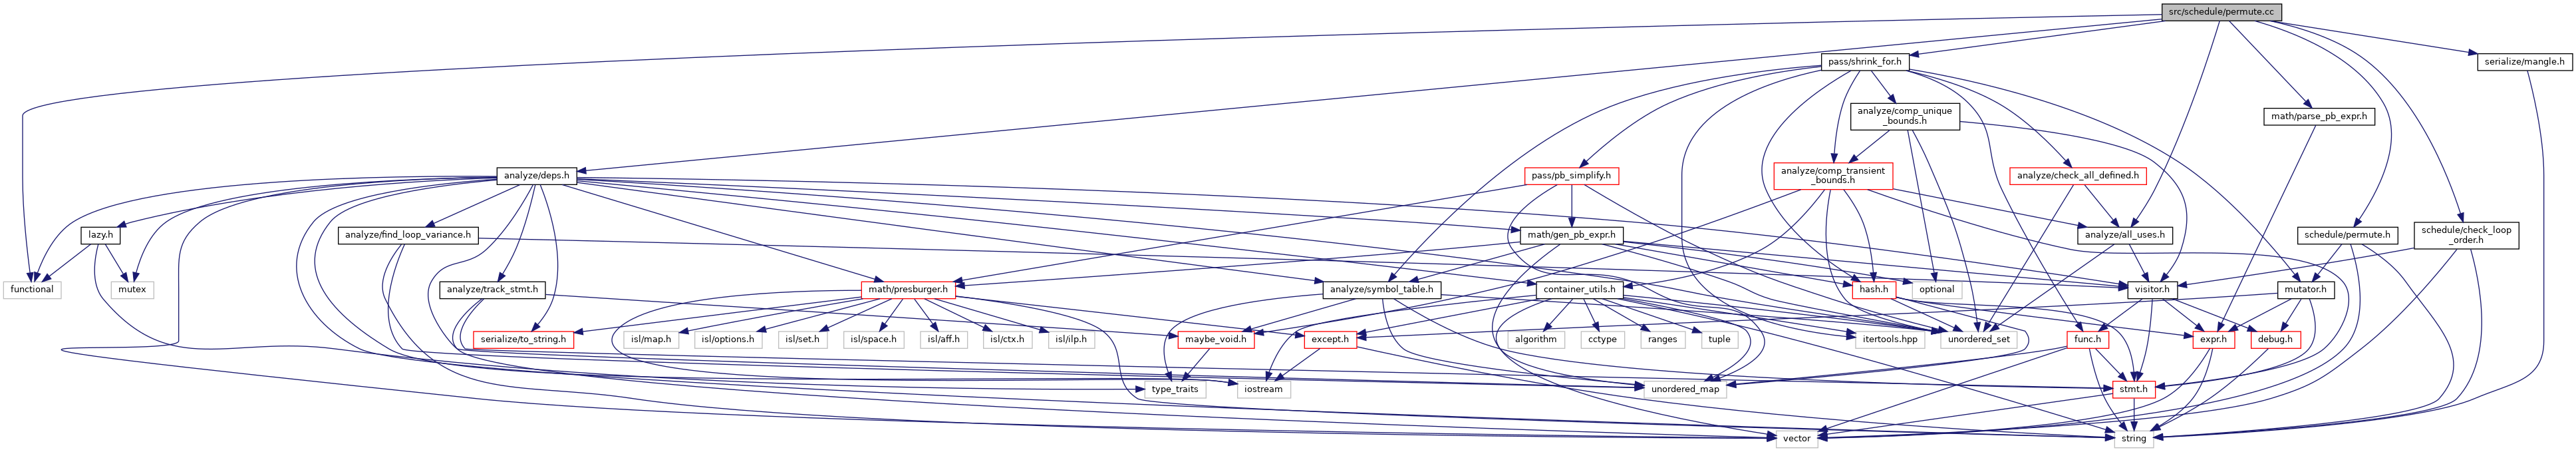 src/schedule/permute.cc
pass/shrink_for.h
serialize/mangle.h
analyze/comp_unique
_bounds.h
math/parse_pb_expr.h
analyze/deps.h
pass/pb_simplify.h
analyze/comp_transient
_bounds.h
analyze/check_all_defined.h
lazy.h
analyze/find_loop_variance.h
math/gen_pb_expr.h
analyze/all_uses.h
schedule/permute.h
schedule/check_loop
_order.h
functional
mutex
analyze/track_stmt.h
math/presburger.h
analyze/symbol_table.h
container_utils.h
hash.h
optional
visitor.h
mutator.h
serialize/to_string.h
isl/map.h
isl/options.h
isl/set.h
isl/space.h
isl/aff.h
isl/ctx.h
isl/ilp.h
maybe_void.h
except.h
algorithm
cctype
ranges
tuple
itertools.hpp
unordered_set
func.h
expr.h
debug.h
type_traits
iostream
unordered_map
stmt.h
vector
string